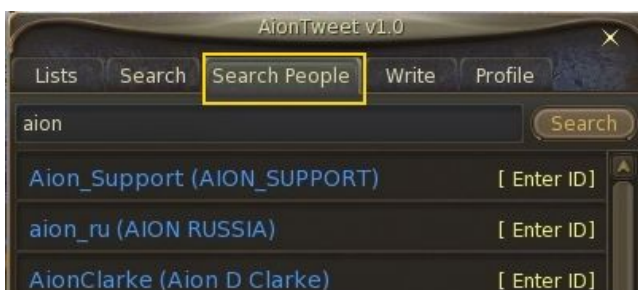 AionTweet v1.0
Lists Search Search People Write Profile
aion Search
Aion_Support (AION_SUPPORT) [ Enter ID]
aion_ru (AION RUSSIA) [ Enter ID]
AionClarke (Aion D Clarke) [ Enter ID]